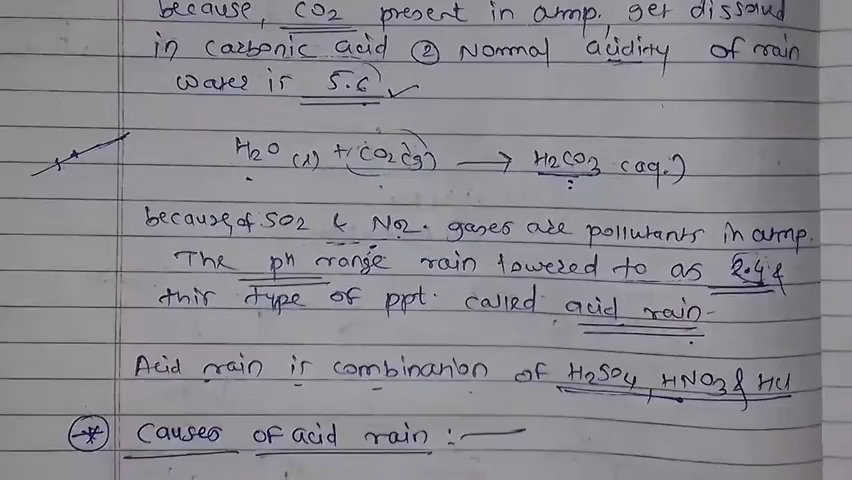 because, CO2 present in atmp. get dissolud
in carbonic acid ② Normal acidity of rain
water is 5.6
H2O (l) + CO2(g) → H2CO3 (aq.)
because, of SO2 & NO2. gases are pollutants in atmp.
The pH range rain lowered to as 2.4 &
this type of ppt. called acid rain-
Acid rain is combination of H2SO4, HNO3 & HCl
* Causes of acid rain :-